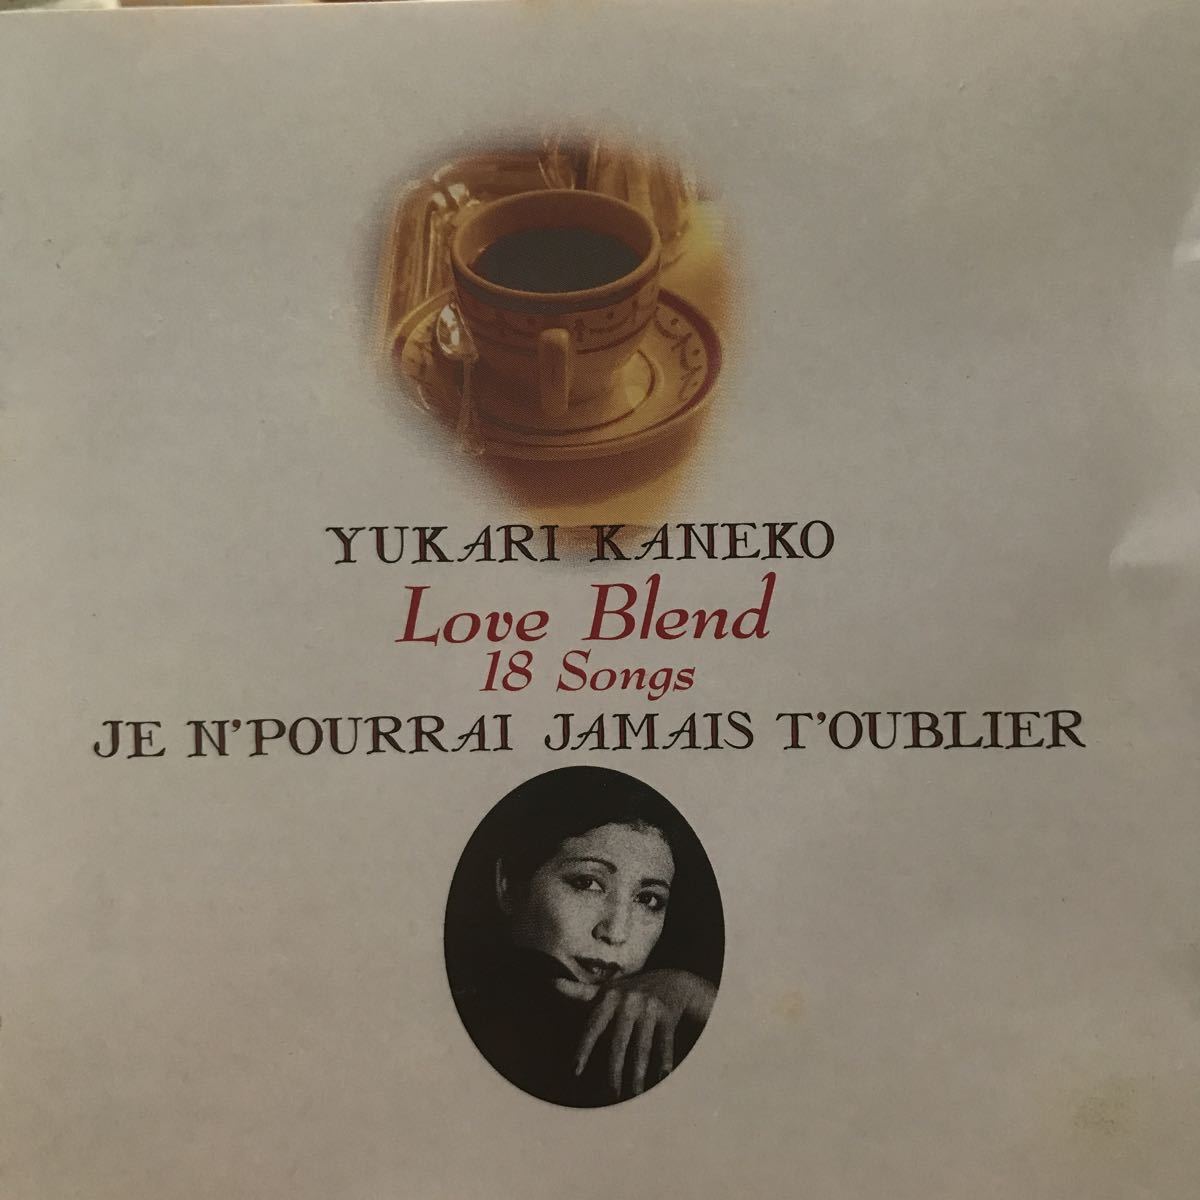 YUKARI KANEKO
Love Blend
18 Songs
JE N'POURRAI JAMAIS T'OUBLIER